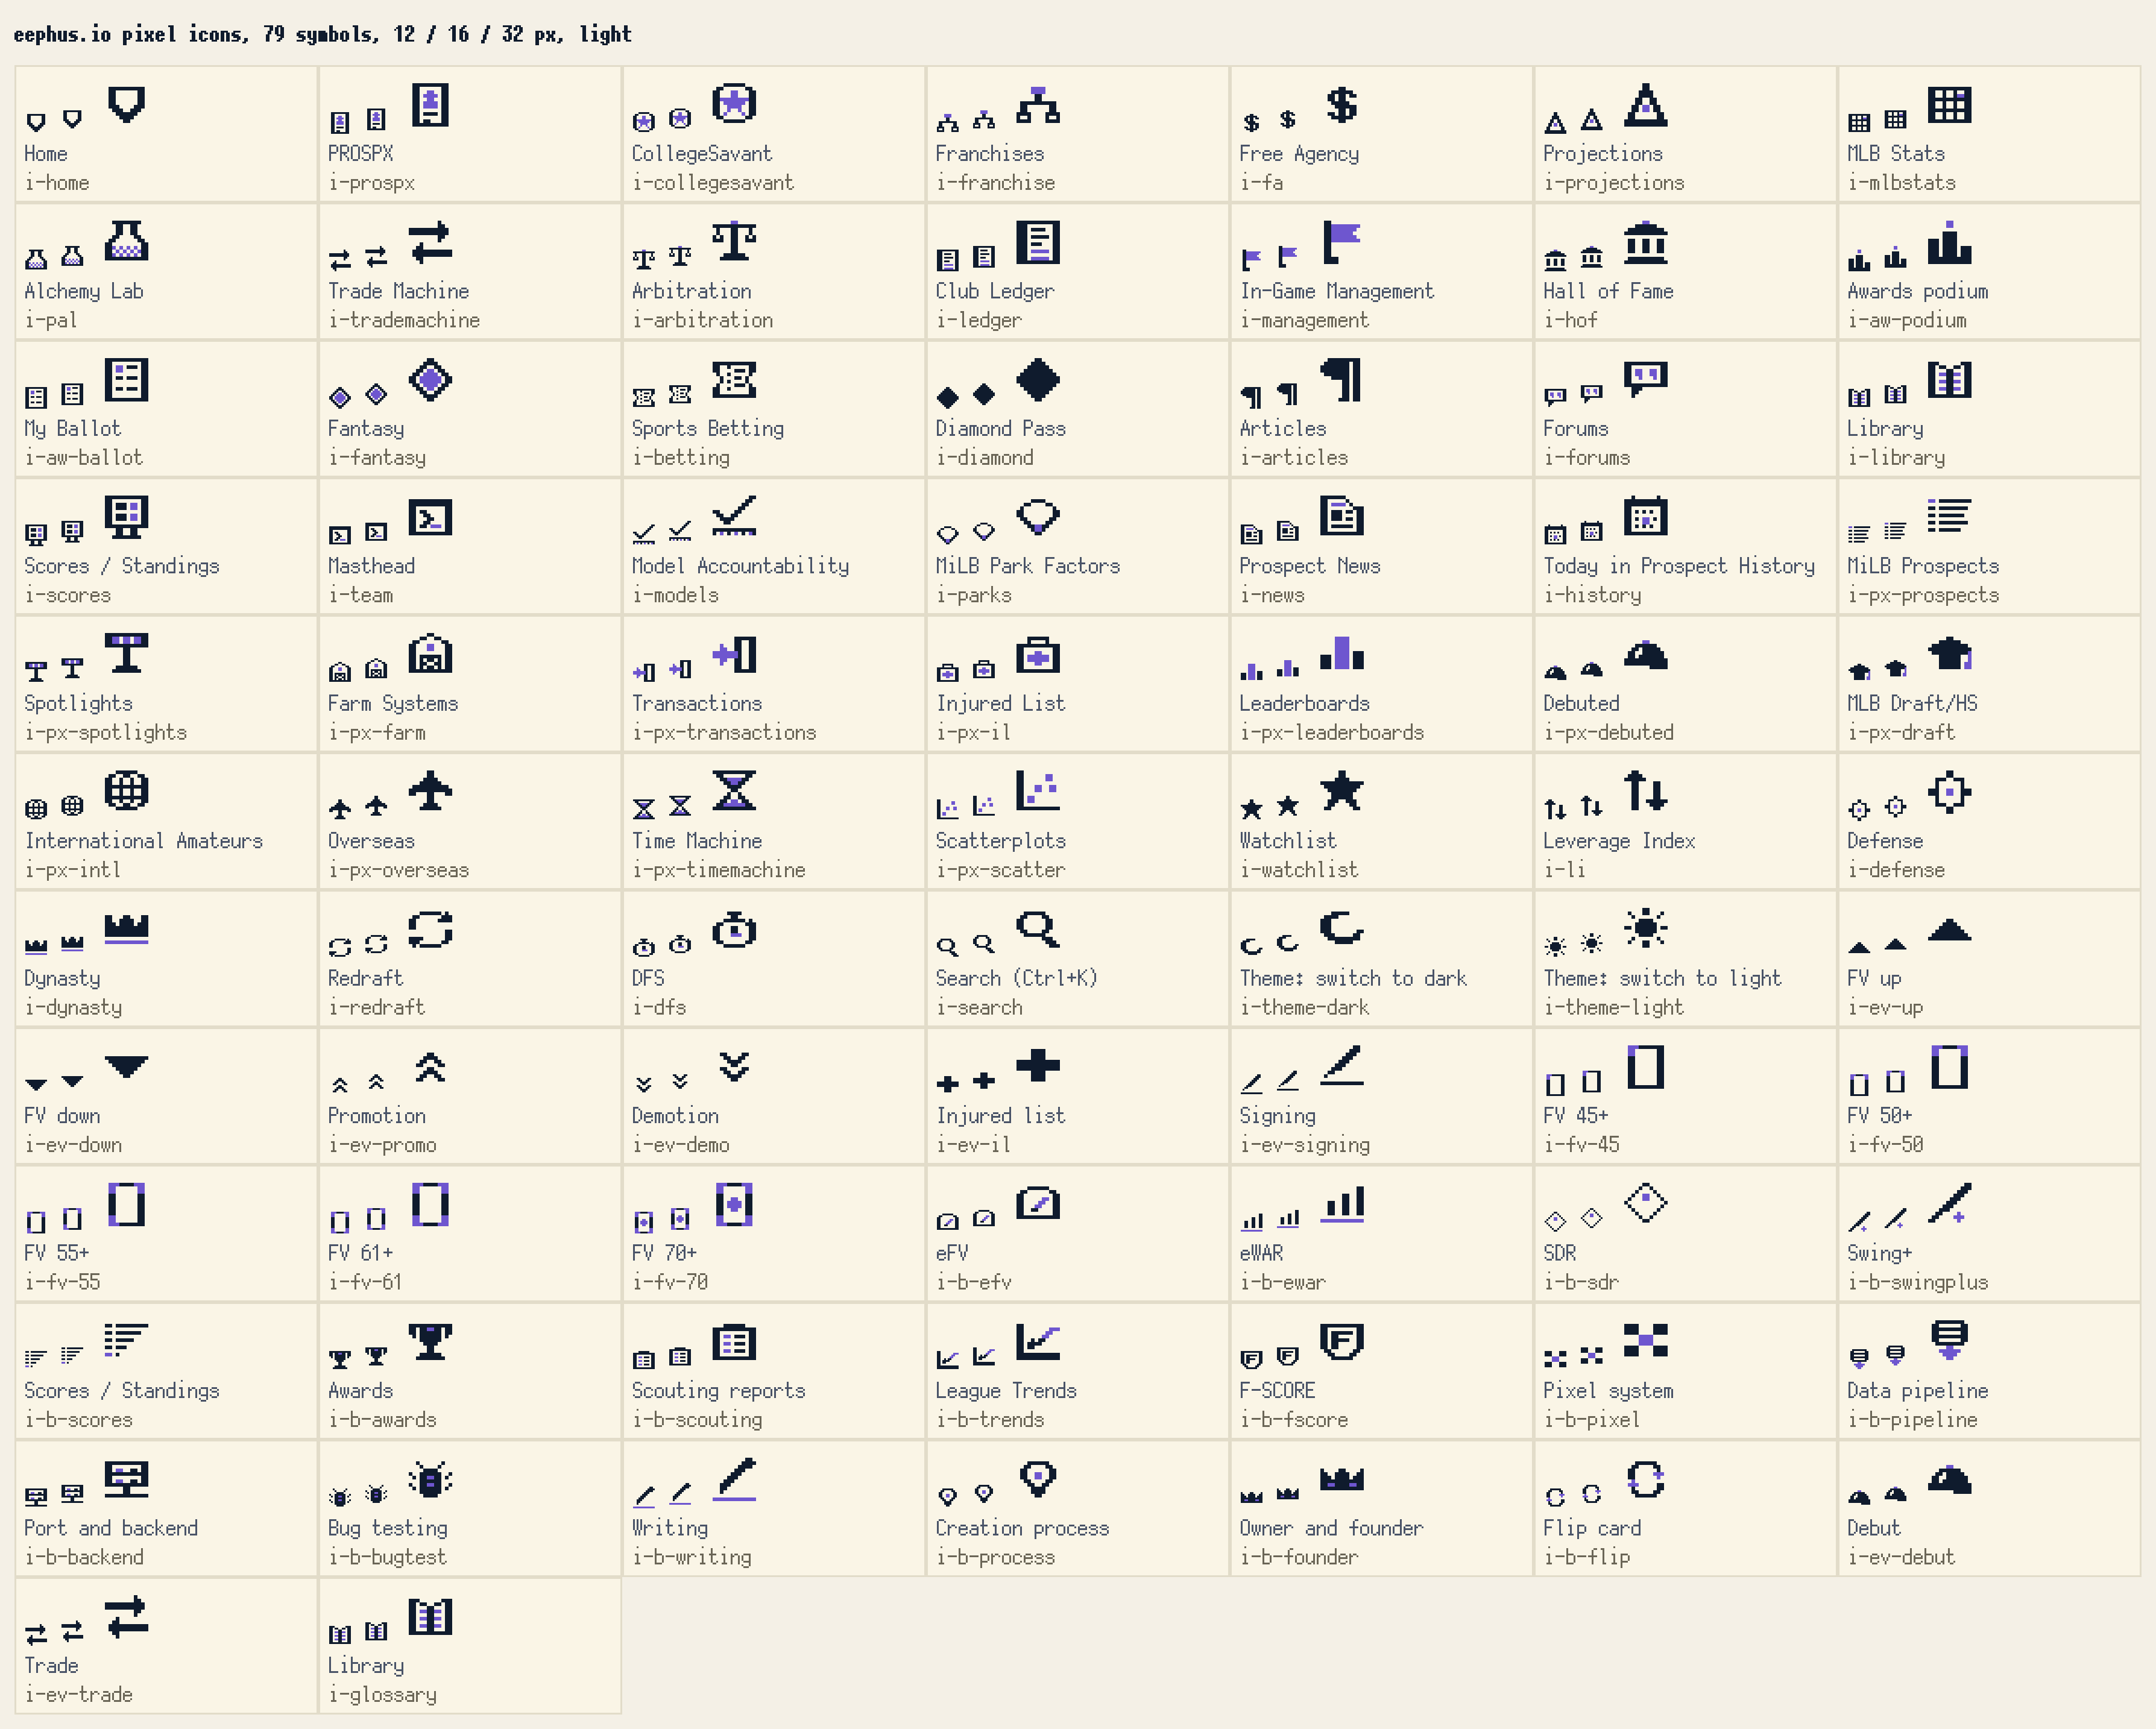 eephus.io pixel icons, 79 symbols, 12 / 16 / 32 px, light
Home
i-home
PROSPX
i-prospx
CollegeSavant
i-collegesavant
Franchises
i-franchise
Free Agency
i-fa
Projections
i-projections
MLB Stats
i-mlbstats
Alchemy Lab
i-pal
Trade Machine
i-trademachine
Arbitration
i-arbitration
Club Ledger
i-ledger
In-Game Management
i-management
Hall of Fame
i-hof
Awards podium
i-aw-podium
My Ballot
i-aw-ballot
Fantasy
i-fantasy
Sports Betting
i-betting
Diamond Pass
i-diamond
Articles
i-articles
Forums
i-forums
Library
i-library
Scores / Standings
i-scores
Masthead
i-team
Model Accountability
i-models
MiLB Park Factors
i-parks
Prospect News
i-news
Today in Prospect History
i-history
MiLB Prospects
i-px-prospects
Spotlights
i-px-spotlights
Farm Systems
i-px-farm
Transactions
i-px-transactions
Injured List
i-px-il
Leaderboards
i-px-leaderboards
Debuted
i-px-debuted
MLB Draft/HS
i-px-draft
International Amateurs
i-px-intl
Overseas
i-px-overseas
Time Machine
i-px-timemachine
Scatterplots
i-px-scatter
Watchlist
i-watchlist
Leverage Index
i-li
Defense
i-defense
Dynasty
i-dynasty
Redraft
i-redraft
DFS
i-dfs
Search (Ctrl+K)
i-search
Theme: switch to dark
i-theme-dark
Theme: switch to light
i-theme-light
FV up
i-ev-up
FV down
i-ev-down
Promotion
i-ev-promo
Demotion
i-ev-demo
Injured list
i-ev-il
Signing
i-ev-signing
FV 45+
i-fv-45
FV 50+
i-fv-50
FV 55+
i-fv-55
FV 61+
i-fv-61
FV 70+
i-fv-70
eFV
i-b-efv
eWAR
i-b-ewar
SDR
i-b-sdr
Swing+
i-b-swingplus
Scores / Standings
i-b-scores
Awards
i-b-awards
Scouting reports
i-b-scouting
League Trends
i-b-trends
F
F-SCORE
i-b-fscore
Pixel system
i-b-pixel
Data pipeline
i-b-pipeline
Port and backend
i-b-backend
Bug testing
i-b-bugtest
Writing
i-b-writing
Creation process
i-b-process
Owner and founder
i-b-founder
Flip card
i-b-flip
Debut
i-ev-debut
Trade
i-ev-trade
Library
i-glossary